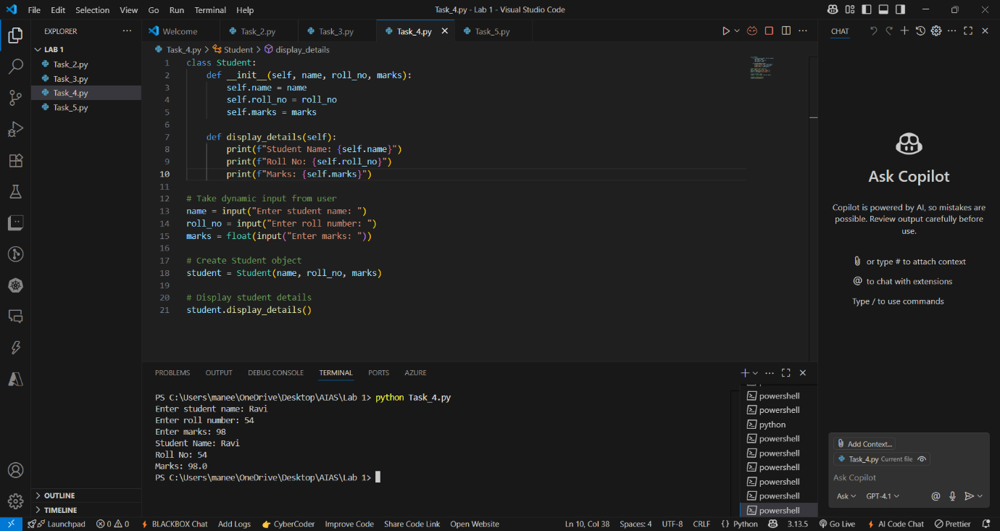 File Edit Selection View Go Run Terminal Help
Task_4.py - Lab 1 - Visual Studio Code
EXPLORER
LAB 1
Task_2.py
Task_3.py
Task_4.py
Task_5.py
OUTLINE
TIMELINE
Welcome Task_2.py Task_3.py Task_4.py Task_5.py
Task_4.py > Student > display_details
1 class Student:
2 def __init__(self, name, roll_no, marks):
3 self.name = name
4 self.roll_no = roll_no
5 self.marks = marks
6
7 def display_details(self):
8 print(f"Student Name: {self.name}")
9 print(f"Roll No: {self.roll_no}")
10 print(f"Marks: {self.marks}")
11
12 # Take dynamic input from user
13 name = input("Enter student name: ")
14 roll_no = input("Enter roll number: ")
15 marks = float(input("Enter marks: "))
16
17 # Create Student object
18 student = Student(name, roll_no, marks)
19
20 # Display student details
21 student.display_details()
PROBLEMS OUTPUT DEBUG CONSOLE TERMINAL PORTS AZURE
PS C:\Users\manee\OneDrive\Desktop\AIAS\Lab 1> python Task_4.py
Enter student name: Ravi
Enter roll number: 54
Enter marks: 98
Student Name: Ravi
Roll No: 54
Marks: 98.0
PS C:\Users\manee\OneDrive\Desktop\AIAS\Lab 1>
powershell
powershell
python
powershell
powershell
powershell
powershell
powershell
powershell
CHAT
Ask Copilot
Copilot is powered by AI, so mistakes are
possible. Review output carefully before
use.
or type # to attach context
@ to chat with extensions
Type / to use commands
Add Context...
Task_4.py Current file
Ask Copilot
Ask GPT-4.1
Launchpad 0 0 BLACKBOX Chat Add Logs CyberCoder Improve Code Share Code Link Open Website Ln 10, Col 38 Spaces: 4 UTF-8 CRLF {} Python 3.13.5 Go Live AI Code Chat Prettier